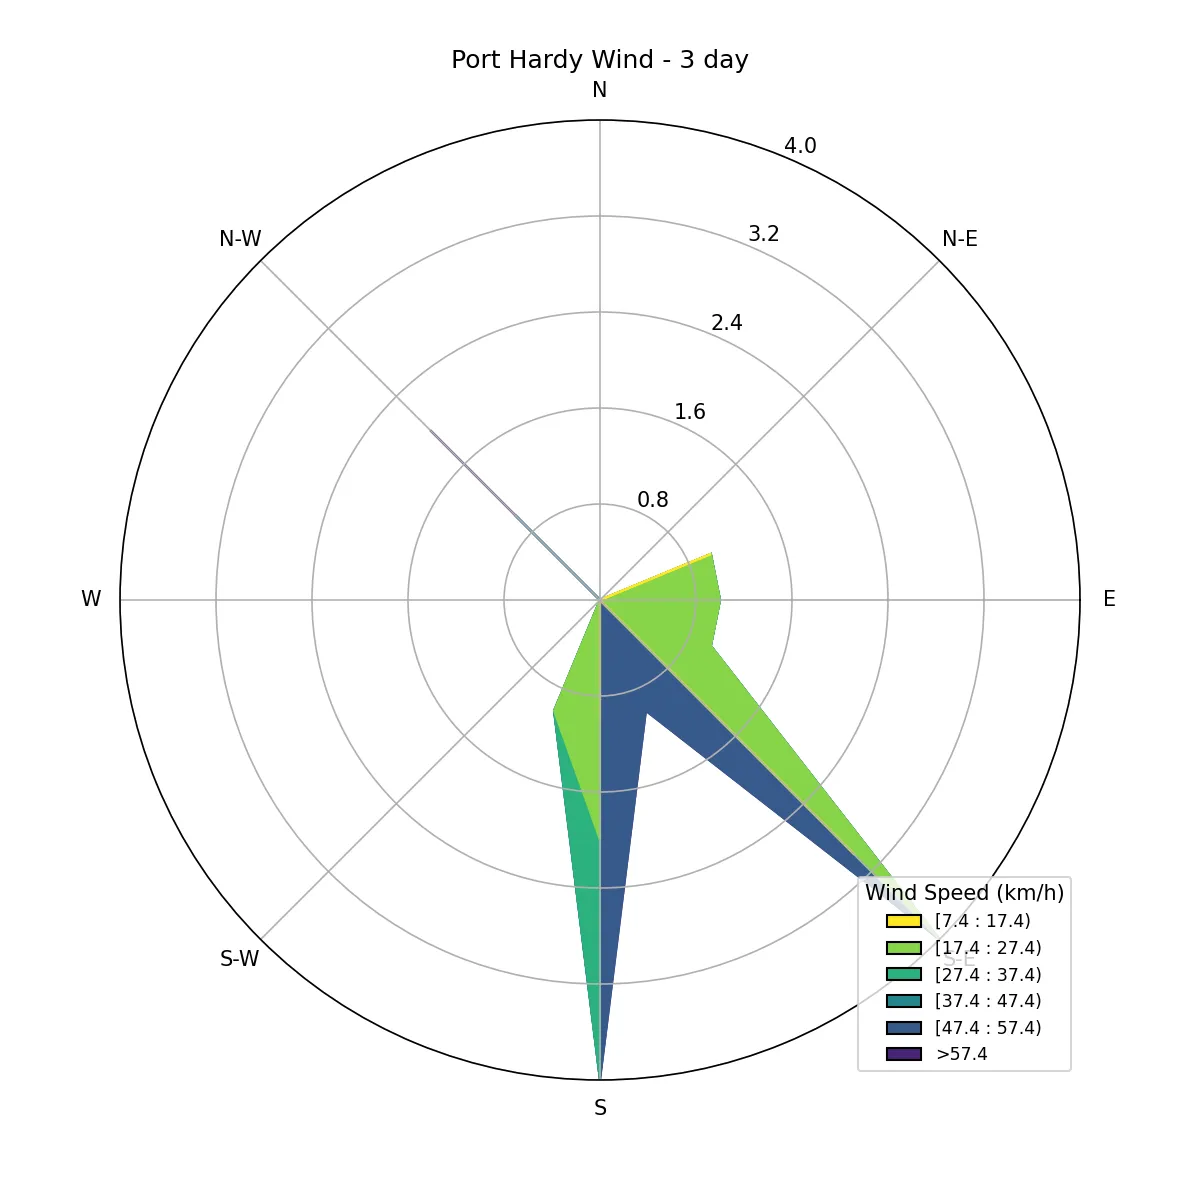 Port Hardy Wind - 3 day
N
4.0
N-W
3.2
N-E
2.4
1.6
0.8
W
E
Wind Speed (km/h)
[7.4 : 17.4)
[17.4 : 27.4)
S-W
S-E
[27.4 : 37.4)
[37.4 : 47.4)
[47.4 : 57.4)
>57.4
S